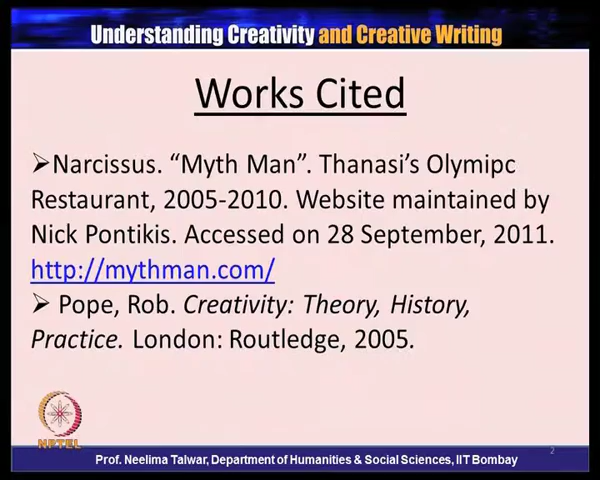 Understanding Creativity and Creative Writing
Works Cited
➢Narcissus. “Myth Man”. Thanasi’s Olymipc
Restaurant, 2005-2010. Website maintained by
Nick Pontikis. Accessed on 28 September, 2011.
http://mythman.com/
➢ Pope, Rob. Creativity: Theory, History,
Practice. London: Routledge, 2005.
NPTEL
2
Prof. Neelima Talwar, Department of Humanities & Social Sciences, IIT Bombay